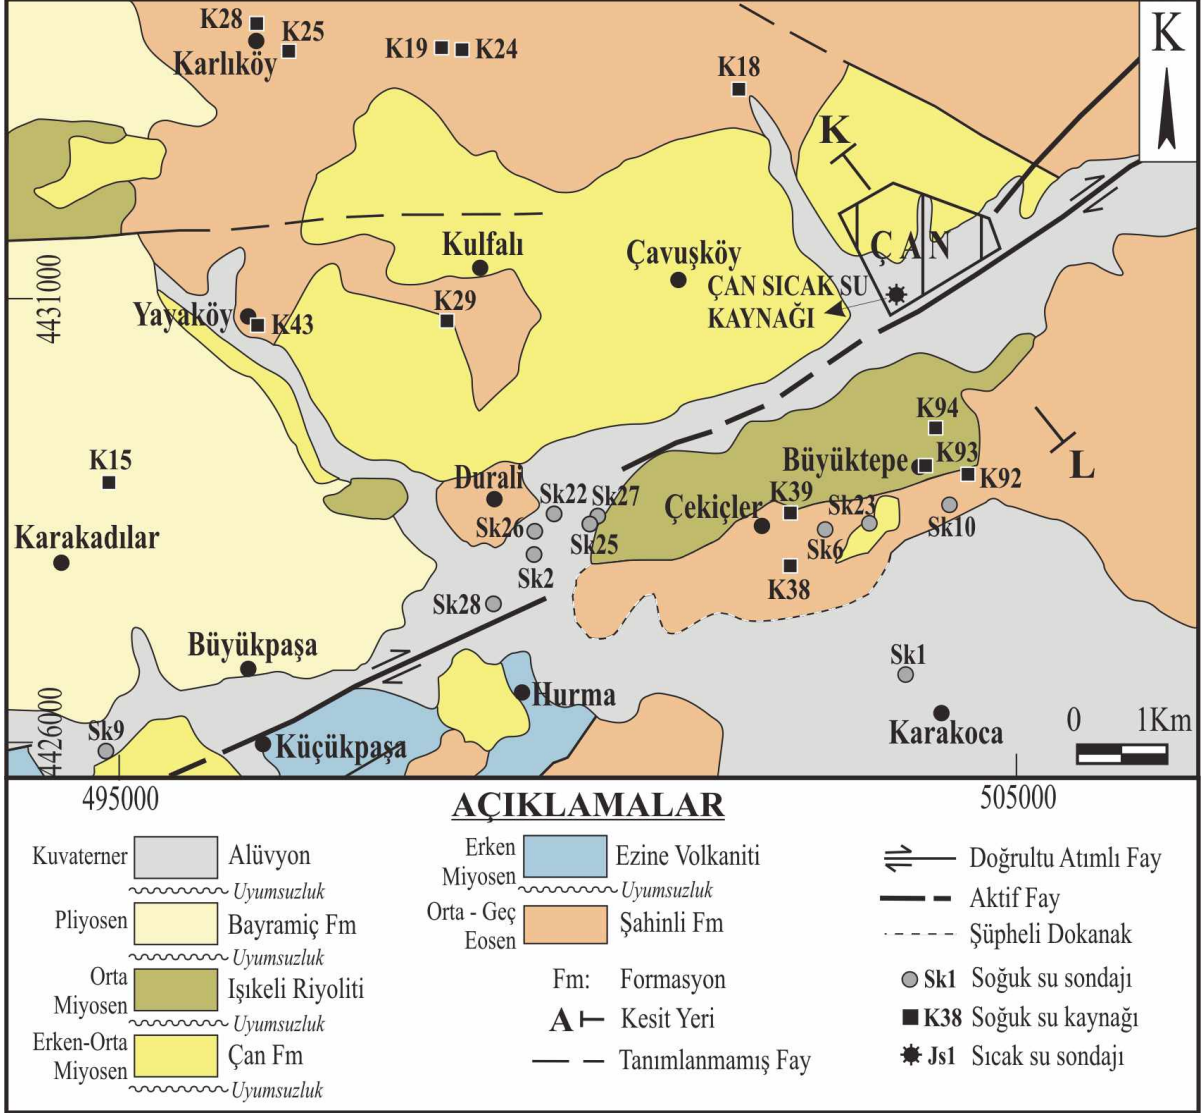 K28
K25
Karlıköy
K19
K24
K18
K
K
ÇAN
Kulfalı
Çavuşköy
ÇAN SICAK SU
KAYNAĞI
4431000
Yayaköy
K43
K29
K94
K93
Büyüktepe
K92
L
K15
Durali
Sk22
Sk27
K39
Çekiçler
Sk23
Sk26
Sk25
Sk6
Sk10
Karakadılar
Sk2
K38
Sk28
Büyükpaşa
Sk1
Hurma
4426000
Sk9
Küçükpaşa
Karakoca
0 1Km
495000
505000
AÇIKLAMALAR
Kuvaterner Alüvyon
Uyumsuzluk
Pliyosen Bayramiç Fm
Uyumsuzluk
Orta
Miyosen
Işıkeli Riyoliti
Uyumsuzluk
Erken-Orta
Miyosen
Çan Fm
Uyumsuzluk
Erken
Miyosen
Ezine Volkaniti
Uyumsuzluk
Orta - Geç
Eosen
Şahinli Fm
Fm: Formasyon
A Kesit Yeri
Tanımlanmamış Fay
Doğrultu Atımlı Fay
Aktif Fay
Şüpheli Dokanak
Sk1 Soğuk su sondajı
K38 Soğuk su kaynağı
Js1 Sıcak su sondajı